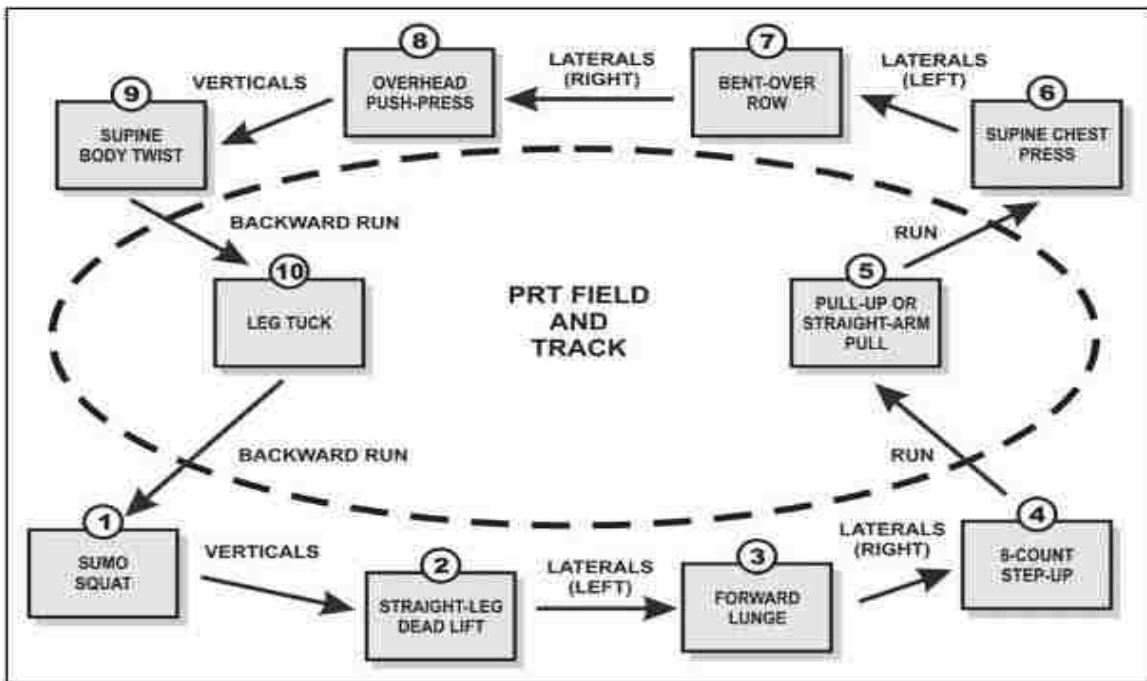 8
OVERHEAD
PUSH-PRESS
7
BENT-OVER
ROW
LATERALS
(RIGHT)
LATERALS
(LEFT)
VERTICALS
9
SUPINE
BODY TWIST
6
SUPINE CHEST
PRESS
BACKWARD RUN
RUN
10
LEG TUCK
PRT FIELD
AND
TRACK
5
PULL-UP OR
STRAIGHT-ARM
PULL
BACKWARD RUN
RUN
1
SUMO
SQUAT
VERTICALS
2
STRAIGHT-LEG
DEAD LIFT
LATERALS
(LEFT)
3
FORWARD
LUNGE
LATERALS
(RIGHT)
4
8-COUNT
STEP-UP